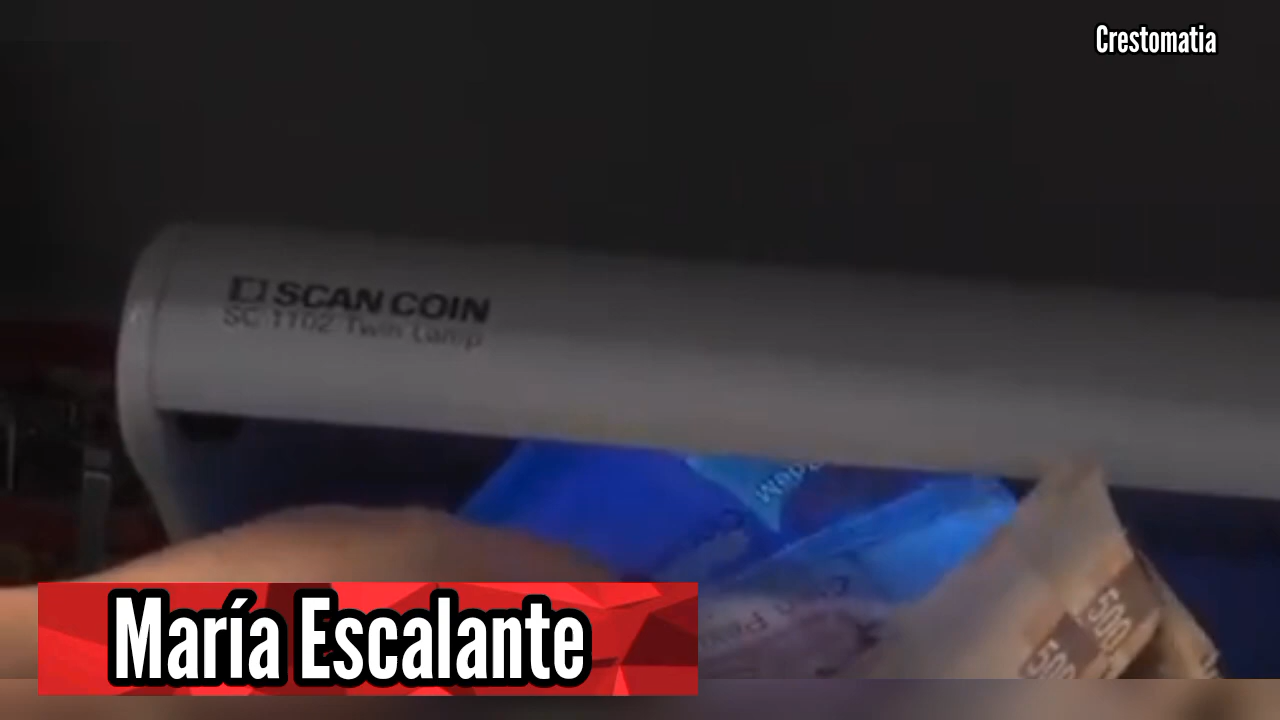 Crestomatia
SCAN COIN
SC 1102 Twin Lamp
500
500
María Escalante